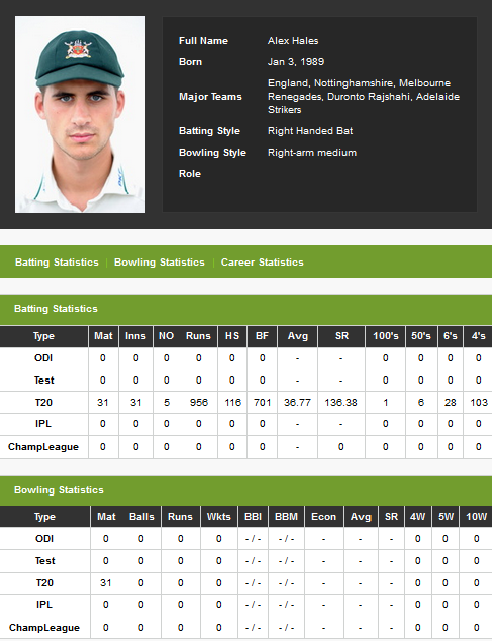 Full Name Alex Hales
Born Jan 3, 1989
Major Teams England, Nottinghamshire, Melbourne
Renegades, Duronto Rajshahi, Adelaide
Strikers
Batting Style Right Handed Bat
Bowling Style Right-arm medium
Role
Batting Statistics Bowling Statistics Career Statistics
Batting Statistics
Type Mat Inns NO Runs HS BF Avg SR 100's 50's 6's 4's
ODI 0 0 0 0 0 0 - - 0 0 0 0
Test 0 0 0 0 0 0 - - 0 0 0 0
T20 31 31 5 956 116 701 36.77 136.38 1 6 28 103
IPL 0 0 0 0 0 0 - - 0 0 0 0
ChampLeague 0 0 0 0 0 0 - 0 0 0 0 0
Bowling Statistics
Type Mat Balls Runs Wkts BBI BBM Econ Avg SR 4W 5W 10W
ODI 0 0 0 0 - / - - / - - - - 0 0 0
Test 0 0 0 0 - / - - / - - - - 0 0 0
T20 31 0 0 0 - / - - / - - - - 0 0 0
IPL 0 0 0 0 - / - - / - - - - 0 0 0
ChampLeague 0 0 0 0 - / - - / - - - - 0 0 0